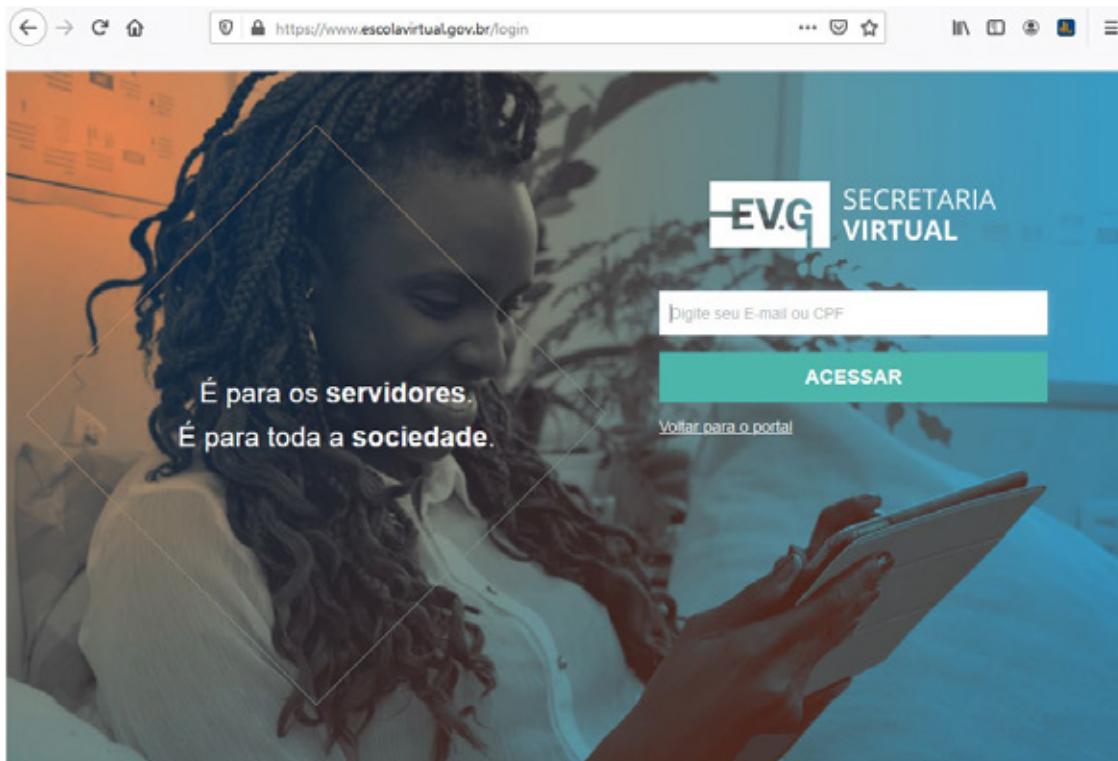 https://www.escolavirtual.gov.br/login
EV.G
SECRETARIA
VIRTUAL
Digite seu E-mail ou CPF
ACESSAR
Voltar para o portal
É para os servidores.
É para toda a sociedade.